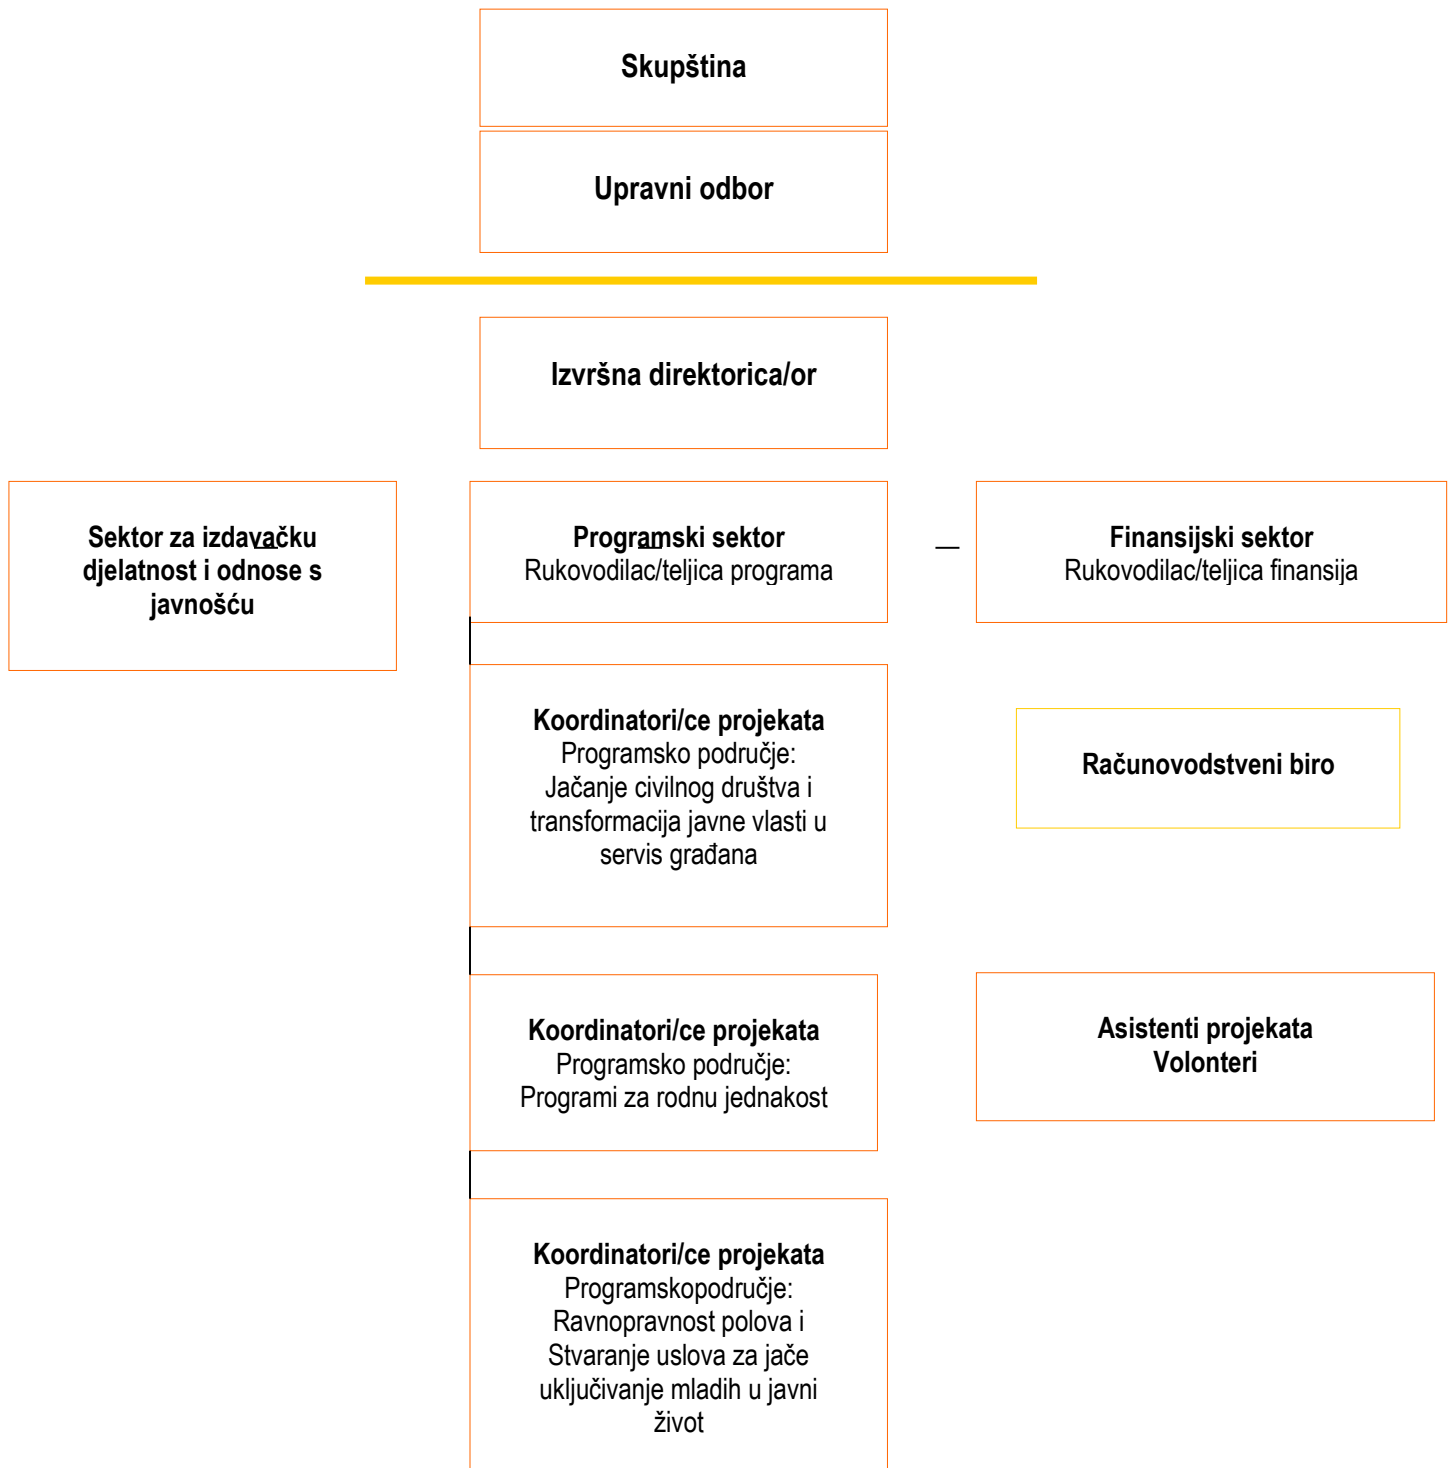 Skupština
Upravni odbor
Izvršna direktorica/or
Sektor za izdavačku
djelatnost i odnose s
javnošću
Programski sektor
Rukovodilac/teljica programa
Finansijski sektor
Rukovodilac/teljica finansija
Koordinatori/ce projekata
Programsko područje:
Jačanje civilnog društva i
transformacija javne vlasti u
servis građana
Računovodstveni biro
Koordinatori/ce projekata
Programsko područje:
Programi za rodnu jednakost
Asistenti projekata
Volonteri
Koordinatori/ce projekata
Programskopodručje:
Ravnopravnost polova i
Stvaranje uslova za jače
uključivanje mladih u javni
život